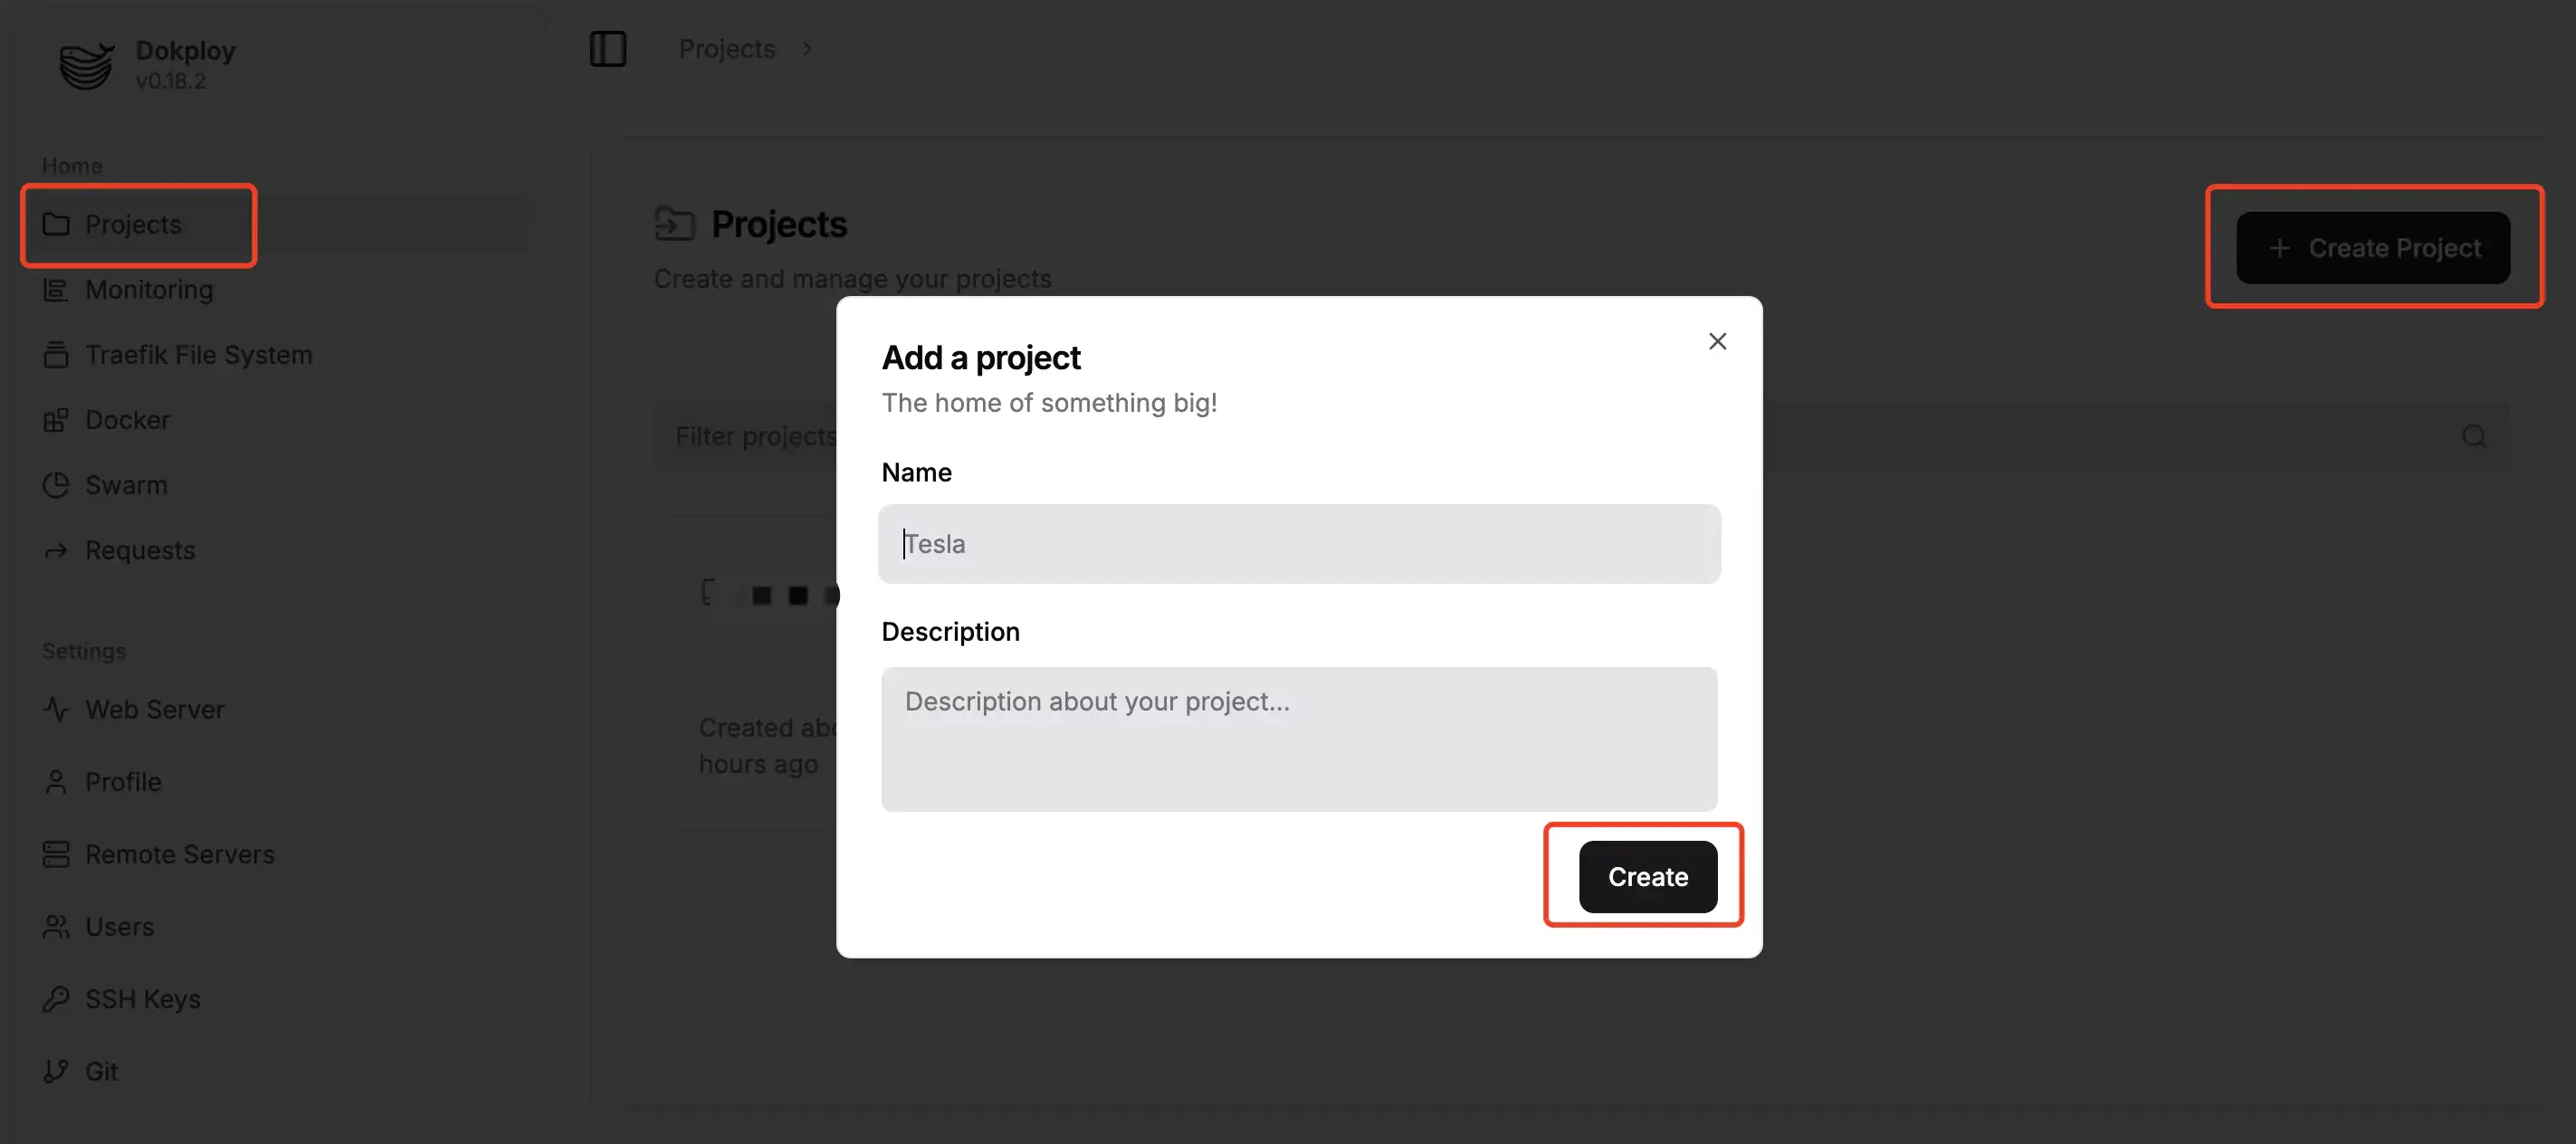 Dokploy
v0.18.2
Home
Projects
Monitoring
Traefik File System
Docker
Swarm
Requests
Settings
Web Server
Profile
Remote Servers
Users
SSH Keys
Git
Projects
Projects
Create and manage your projects
Create Project
Filter projects
Created abo
hours ago
Add a project
The home of something big!
Name
Tesla
Description
Description about your project...
Create